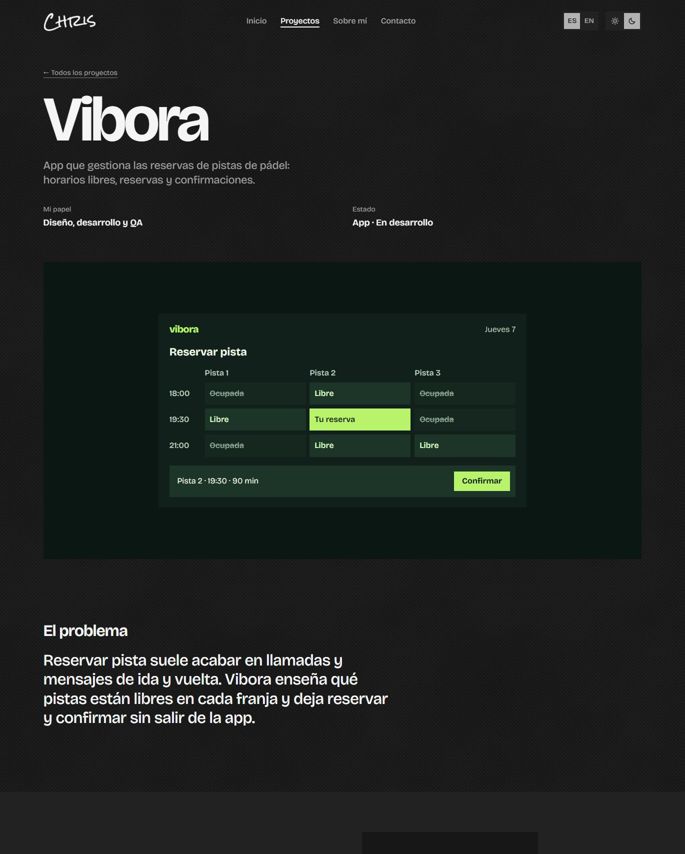 CHRIS
Inicio Proyectos Sobre mí Contacto
ES EN
← Todos los proyectos
Vibora
App que gestiona las reservas de pistas de pádel:
horarios libres, reservas y confirmaciones.
Mi papel
Diseño, desarrollo y QA
Estado
App · En desarrollo
vibora
Jueves 7
Reservar pista
Pista 1 Pista 2 Pista 3
18:00 Ocupada Libre Ocupada
19:30 Libre Tu reserva Ocupada
21:00 Ocupada Libre Libre
Pista 2 · 19:30 · 90 min
Confirmar
El problema
Reservar pista suele acabar en llamadas y
mensajes de ida y vuelta. Vibora enseña qué
pistas están libres en cada franja y deja reservar
y confirmar sin salir de la app.